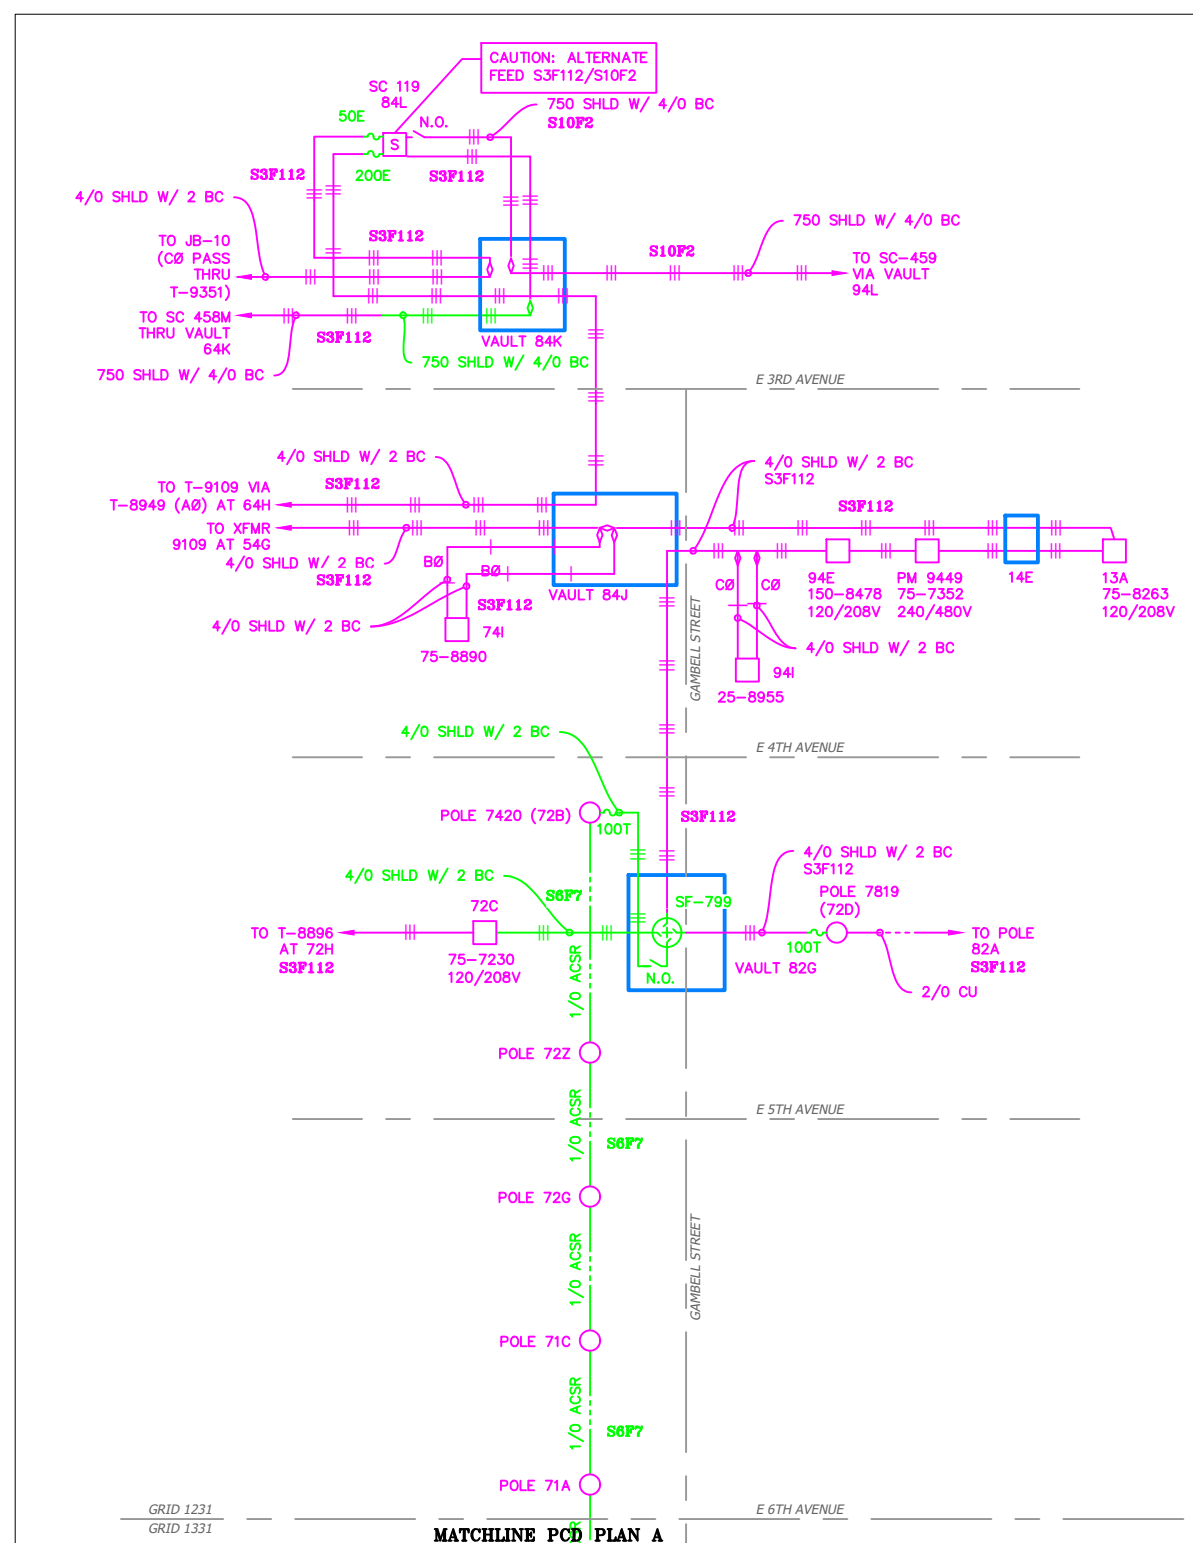 CAUTION: ALTERNATE
FEED S3F112/S10F2
SC 119
84L
50E
N.O.
750 SHLD W/ 4/0 BC
S10F2
S
200E
S3F112
S3F112
4/0 SHLD W/ 2 BC
750 SHLD W/ 4/0 BC
S3F112
S10F2
TO JB-10
(CØ PASS
THRU
T-9351)
TO SC-459
VIA VAULT
94L
TO SC 458M
THRU VAULT
64K
S3F112
VAULT 84K
750 SHLD W/ 4/0 BC
750 SHLD W/ 4/0 BC
E 3RD AVENUE
4/0 SHLD W/ 2 BC
4/0 SHLD W/ 2 BC
S3F112
TO T-9109 VIA
T-8949 (AØ) AT 64H
S3F112
S3F112
TO XFMR
9109 AT 54G
4/0 SHLD W/ 2 BC
S3F112
BØ
BØ
S3F112
VAULT 84J
CØ
CØ
94E
150-8478
120/208V
PM 9449
75-7352
240/480V
14E
13A
75-8263
120/208V
4/0 SHLD W/ 2 BC
74I
75-8890
4/0 SHLD W/ 2 BC
94I
25-8955
GAMBELL STREET
4/0 SHLD W/ 2 BC
E 4TH AVENUE
POLE 7420 (72B)
100T
S3F112
4/0 SHLD W/ 2 BC
S3F112
4/0 SHLD W/ 2 BC
S6F7
SF-799
POLE 7819
(72D)
72C
TO T-8896
AT 72H
S3F112
75-7230
120/208V
N.O.
VAULT 82G
100T
TO POLE
82A
S3F112
2/0 CU
1/0 ACSR
POLE 72Z
1/0 ACSR
E 5TH AVENUE
S6F7
POLE 72G
1/0 ACSR
GAMBELL STREET
POLE 71C
1/0 ACSR
S6F7
POLE 71A
GRID 1231
GRID 1331
E 6TH AVENUE
MATCHLINE PCD PLAN A